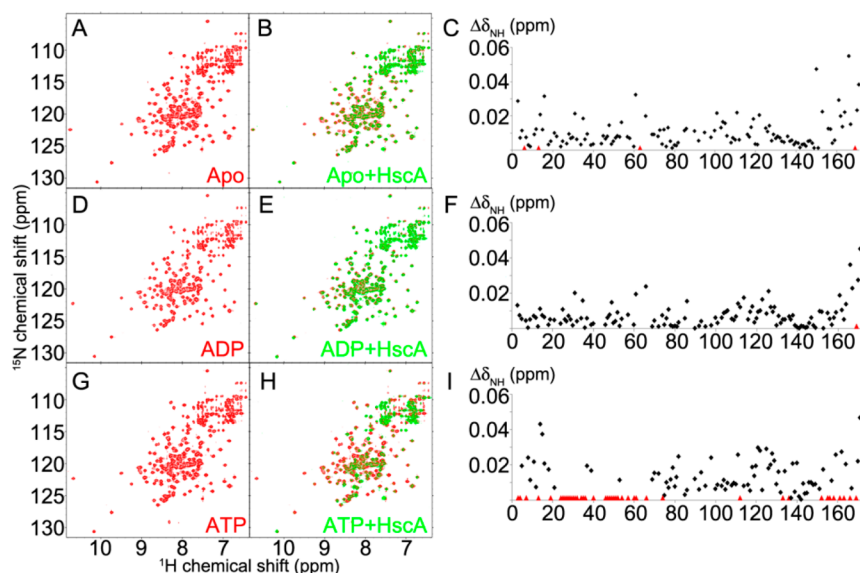 A
B
C
ΔδNH (ppm)
110
115
120
125
130
Apo
Apo+HscA
0.06
0.04
0.02
0 20 40 60 80 100 120 140 160
D
E
F
ΔδNH (ppm)
15N chemical shift (ppm)
110
115
120
125
130
ADP
ADP+HscA
0.06
0.04
0.02
0 20 40 60 80 100 120 140 160
G
H
I
ΔδNH (ppm)
110
115
120
125
130
ATP
ATP+HscA
0.06
0.04
0.02
0 20 40 60 80 100 120 140 160
10 9 8 7
10 9 8 7
1H chemical shift (ppm)